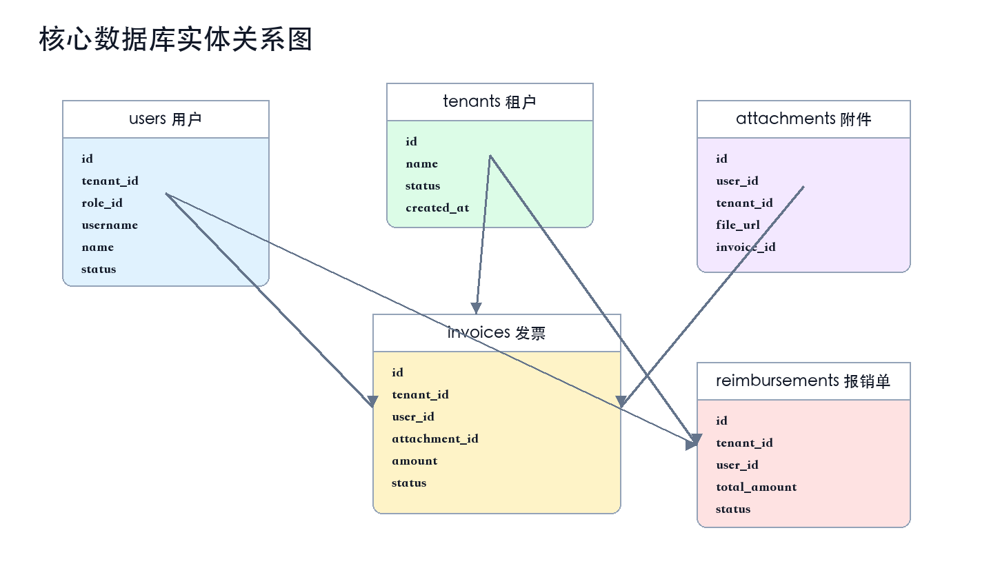 核心数据库实体关系图
users 用户
id
tenant_id
role_id
username
name
status
tenants 租户
id
name
status
created_at
attachments 附件
id
user_id
tenant_id
file_url
invoice_id
invoices 发票
id
tenant_id
user_id
attachment_id
amount
status
reimbursements 报销单
id
tenant_id
user_id
total_amount
status